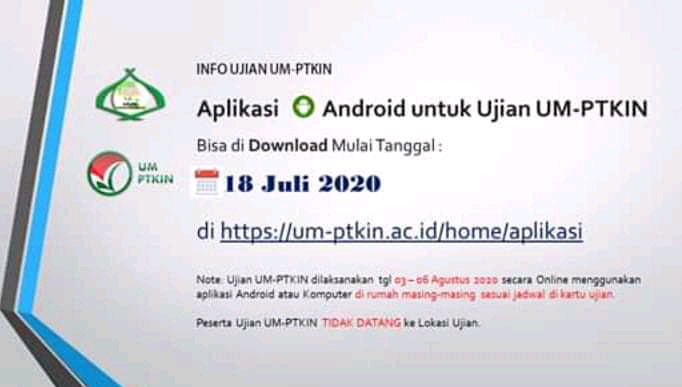 INFO UJIAN UM-PTKIN
Aplikasi Android untuk Ujian UM-PTKIN
Bisa di Download Mulai Tanggal :
UM
PTKIN
18 Juli 2020
di https://um-ptkin.ac.id/home/aplikasi
Note: Ujian UM-PTKIN dilaksanakan tgl 03 – 06 Agustus 2020 secara Online menggunakan
aplikasi Android atau Komputer di rumah masing-masing sesuai jadwal di kartu ujian.
Peserta Ujian UM-PTKIN TIDAK DATANG ke Lokasi Ujian.